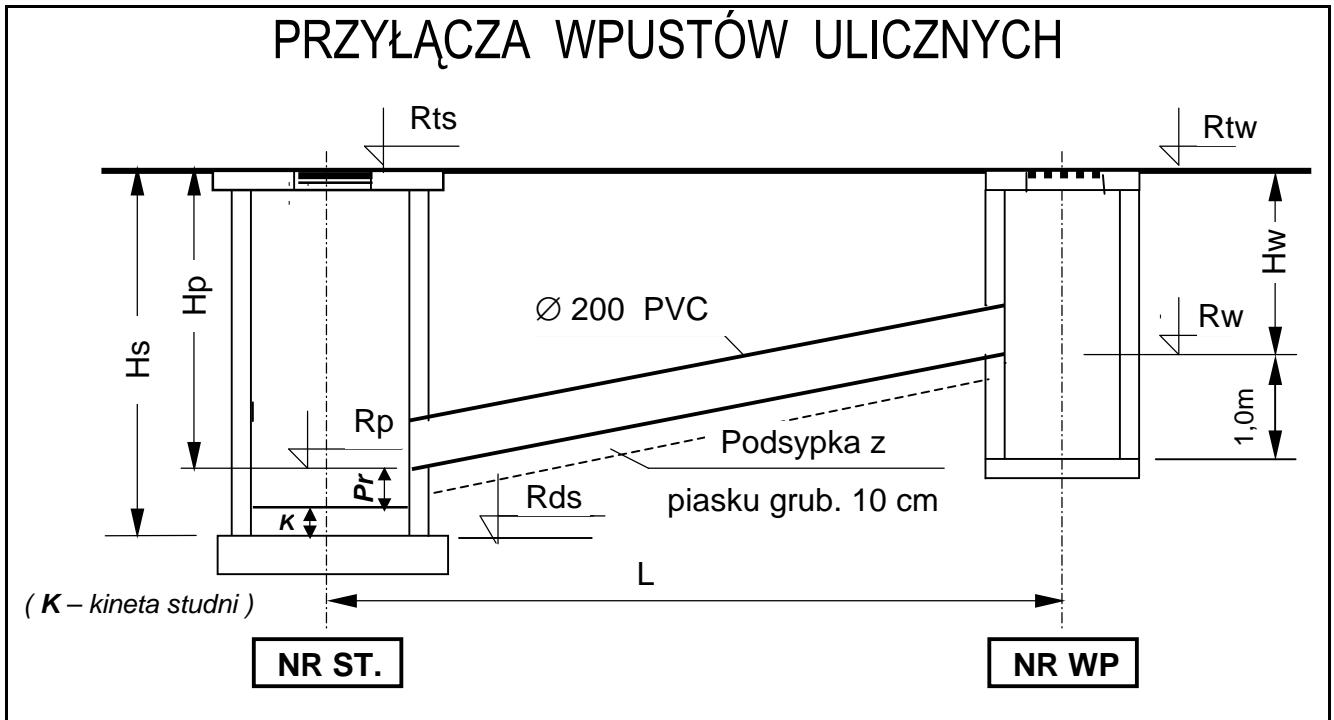 PRZYŁĄCZA WPUSTÓW ULICZNYCH
Rts
Rtw
Hp
Hs
Hw
Ø 200 PVC
Rw
Rp
Podsypka z
piasku grub. 10 cm
1,0m
Pr
Rds
K
L
( K – kineta studni )
NR ST.
NR WP